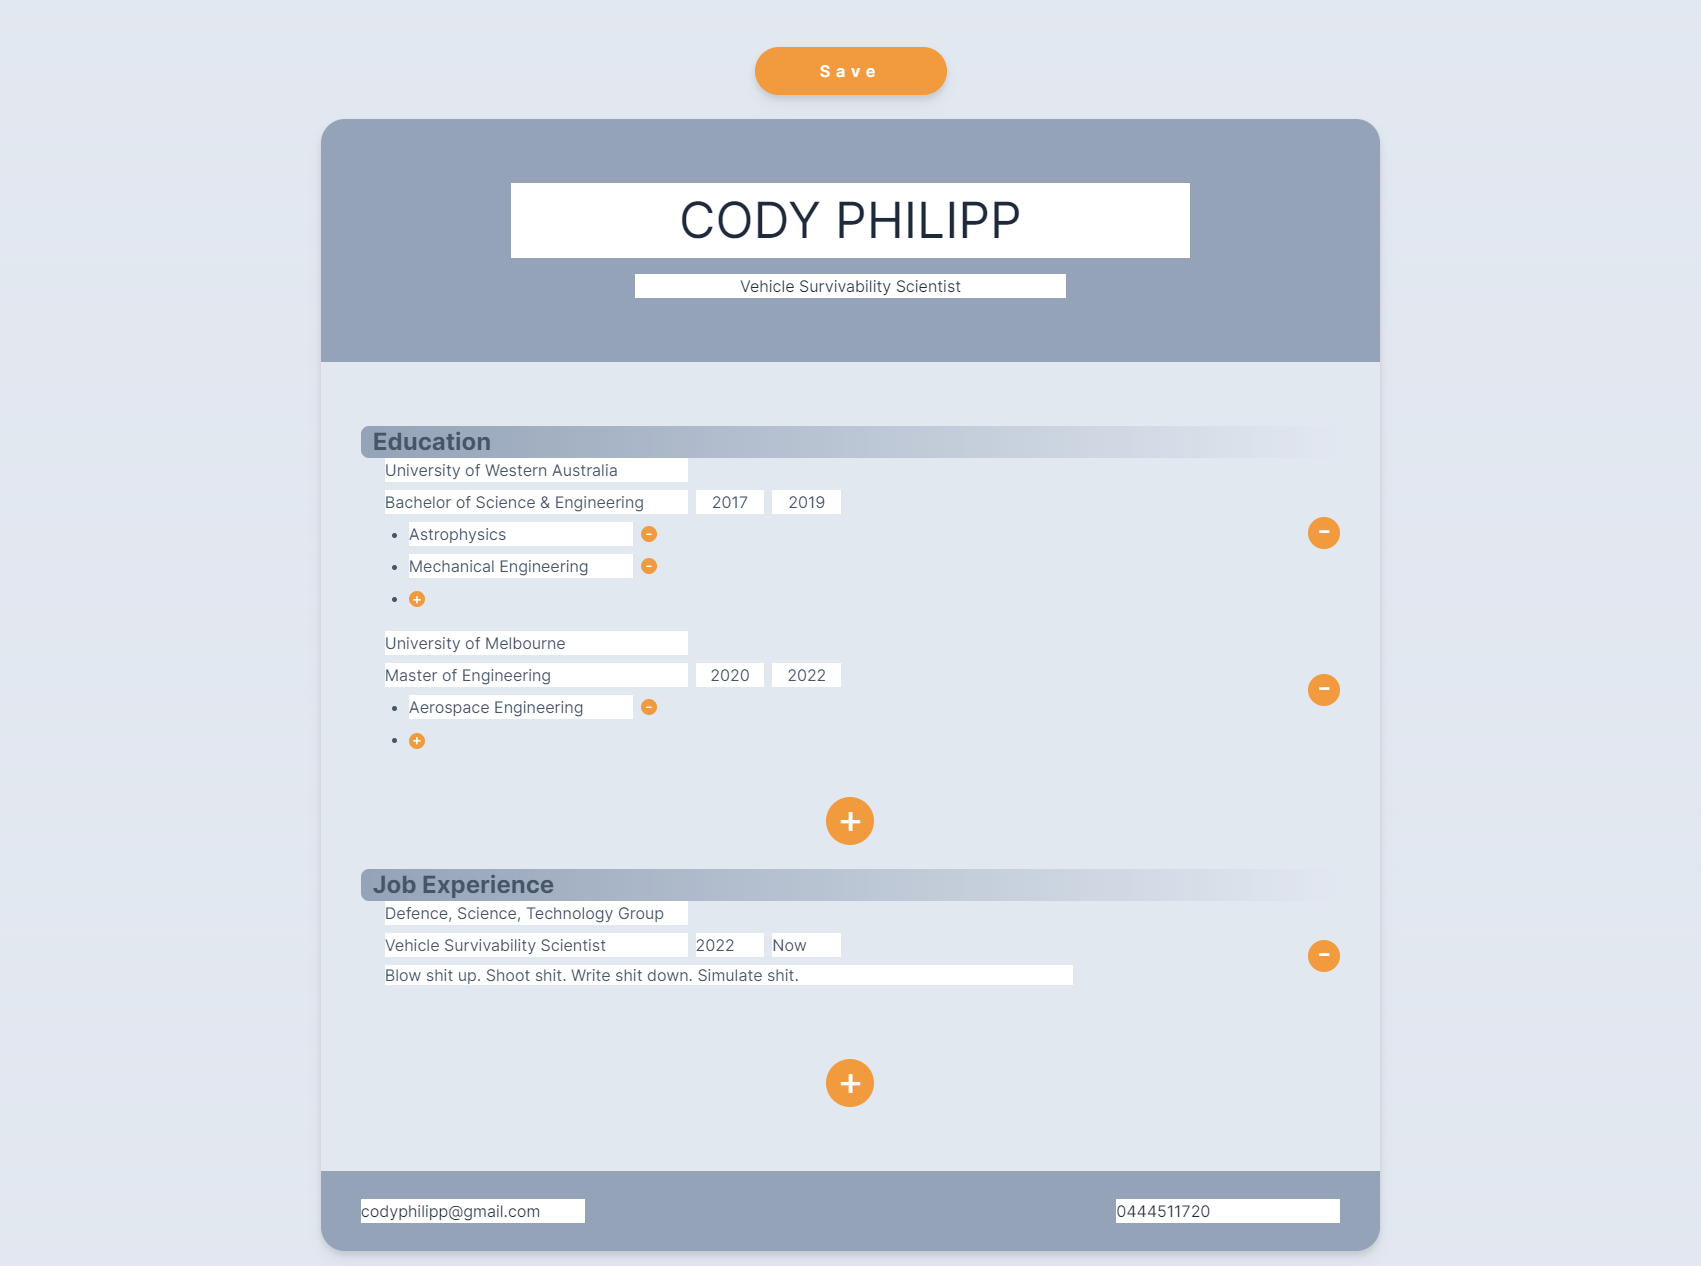 Save
CODY PHILIPP
Vehicle Survivability Scientist
Education
University of Western Australia
Bachelor of Science & Engineering 2017 2019
• Astrophysics -
-
• Mechanical Engineering -
• +
University of Melbourne
Master of Engineering 2020 2022
-
• Aerospace Engineering -
• +
+
Job Experience
Defence, Science, Technology Group
Vehicle Survivability Scientist 2022 Now
-
Blow shit up. Shoot shit. Write shit down. Simulate shit.
+
codyphilipp@gmail.com 0444511720